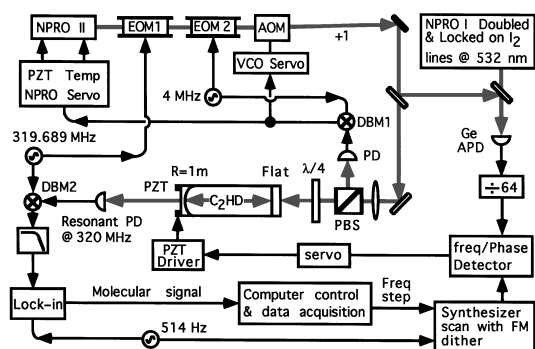 NPRO II
EOM1
EOM 2
AOM
+1
NPRO I Doubled
& Locked on I2
lines @ 532 nm
PZT Temp
NPRO Servo
VCO Servo
4 MHz
DBM1
319.689 MHz
PD
Ge
APD
R=1m
λ/4
PZT
Flat
DBM2
C2HD
÷64
Resonant PD
@ 320 MHz
PBS
PZT
Driver
servo
freq/Phase
Detector
Lock-in
Molecular signal
Computer control
& data acquisition
Freq
step
Synthesizer
scan with FM
dither
514 Hz